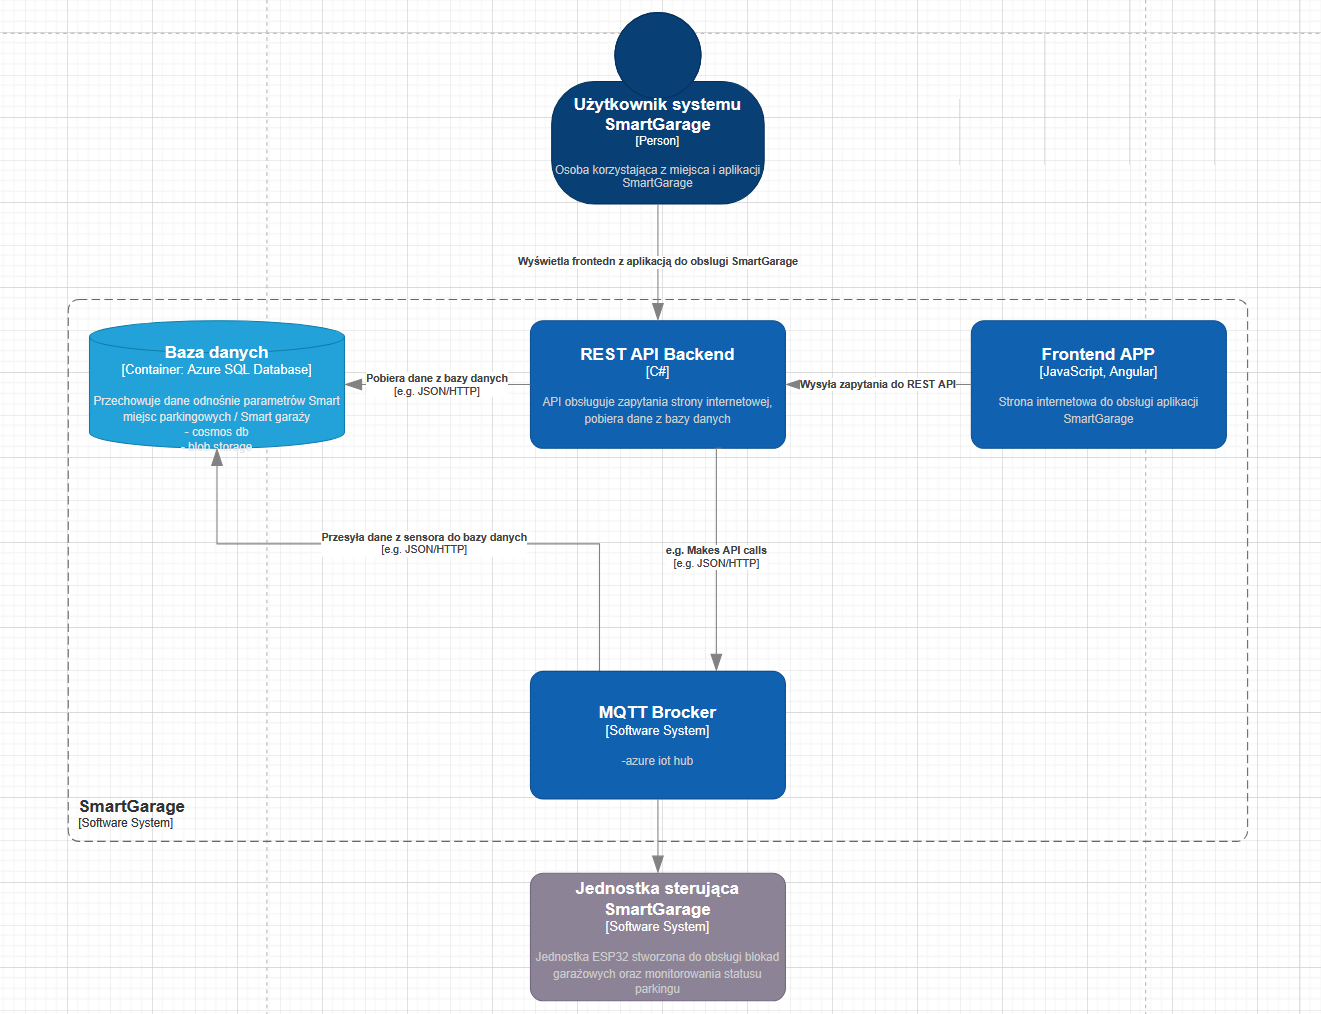 Użytkownik systemu
SmartGarage
[Person]
Osoba korzystająca z miejsca i aplikacji
SmartGarage
Wyświetla frontedn z aplikacją do obslugi SmartGarage
Baza danych
[Container: Azure SQL Database]
Przechowuje dane odnośnie parametrów Smart
miejsc parkingowych / Smart garaży
- cosmos db
- blob storage
Pobiera dane z bazy danych
[e.g. JSON/HTTP]
REST API Backend
[C#]
API obsługuje zapytania strony internetowej,
pobiera dane z bazy danych
Wysyła zapytania do REST API
Frontend APP
[JavaScript, Angular]
Strona internetowa do obsługi aplikacji
SmartGarage
Przesyła dane z sensora do bazy danych
[e.g. JSON/HTTP]
e.g. Makes API calls
[e.g. JSON/HTTP]
MQTT Brocker
[Software System]
-azure iot hub
SmartGarage
[Software System]
Jednostka sterująca
SmartGarage
[Software System]
Jednostka ESP32 stworzona do obsługi blokad
garażowych oraz monitorowania statusu
parkingu